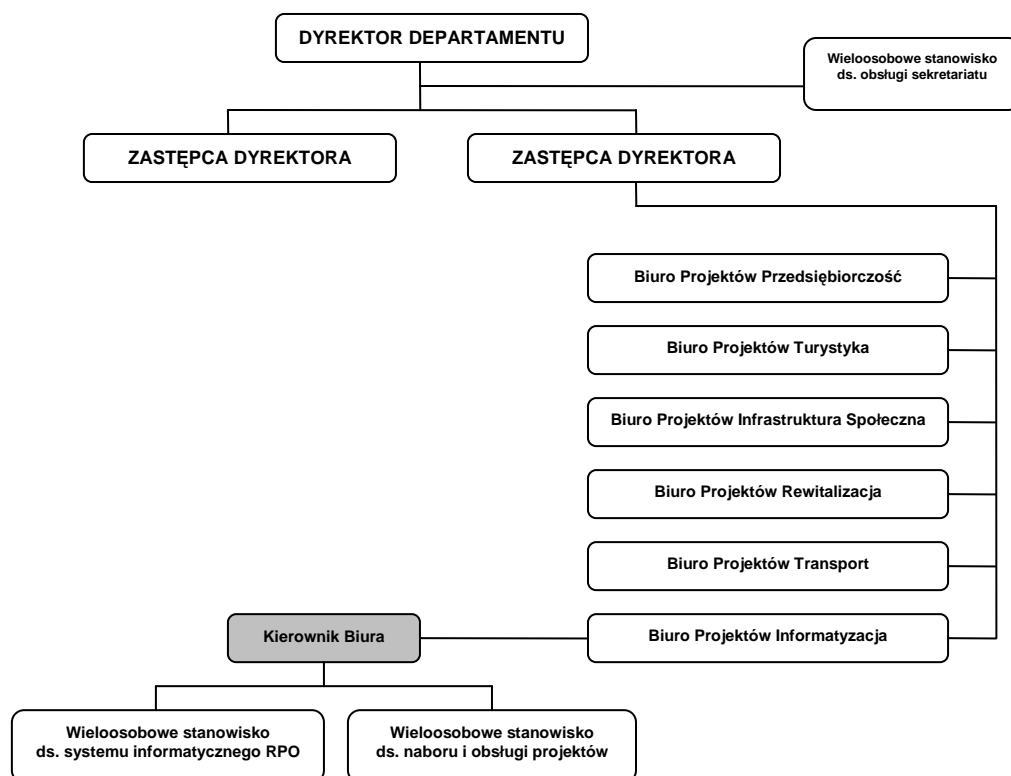 DYREKTOR DEPARTAMENTU
Wieloosobowe stanowisko
ds. obsługi sekretariatu
ZASTĘPCA DYREKTORA
ZASTĘPCA DYREKTORA
Biuro Projektów Przedsiębiorczość
Biuro Projektów Turystyka
Biuro Projektów Infrastruktura Społeczna
Biuro Projektów Rewitalizacja
Biuro Projektów Transport
Kierownik Biura
Biuro Projektów Informatyzacja
Wieloosobowe stanowisko
ds. systemu informatycznego RPO
Wieloosobowe stanowisko
ds. naboru i obsługi projektów